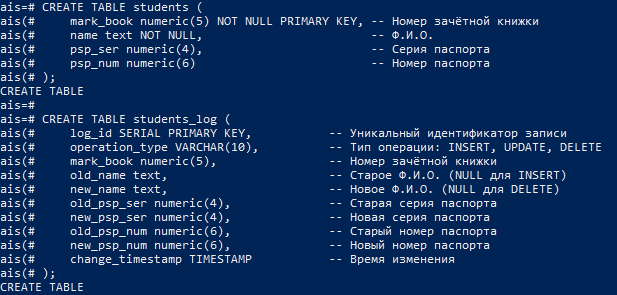 ais=# CREATE TABLE students (
ais(#     mark_book numeric(5) NOT NULL PRIMARY KEY, -- Номер зачётной книжки
ais(#     name text NOT NULL,                        -- Ф.И.О.
ais(#     psp_ser numeric(4),                        -- Серия паспорта
ais(#     psp_num numeric(6)                         -- Номер паспорта
ais(# );
CREATE TABLE
ais=#
ais=# CREATE TABLE students_log (
ais(#     log_id SERIAL PRIMARY KEY,           -- Уникальный идентификатор записи
ais(#     operation_type VARCHAR(10),          -- Тип операции: INSERT, UPDATE, DELETE
ais(#     mark_book numeric(5),                -- Номер зачётной книжки
ais(#     old_name text,                       -- Старое Ф.И.О. (NULL для INSERT)
ais(#     new_name text,                       -- Новое Ф.И.О. (NULL для DELETE)
ais(#     old_psp_ser numeric(4),              -- Старая серия паспорта
ais(#     new_psp_ser numeric(4),              -- Новая серия паспорта
ais(#     old_psp_num numeric(6),              -- Старый номер паспорта
ais(#     new_psp_num numeric(6),              -- Новый номер паспорта
ais(#     change_timestamp TIMESTAMP           -- Время изменения
ais(# );
CREATE TABLE